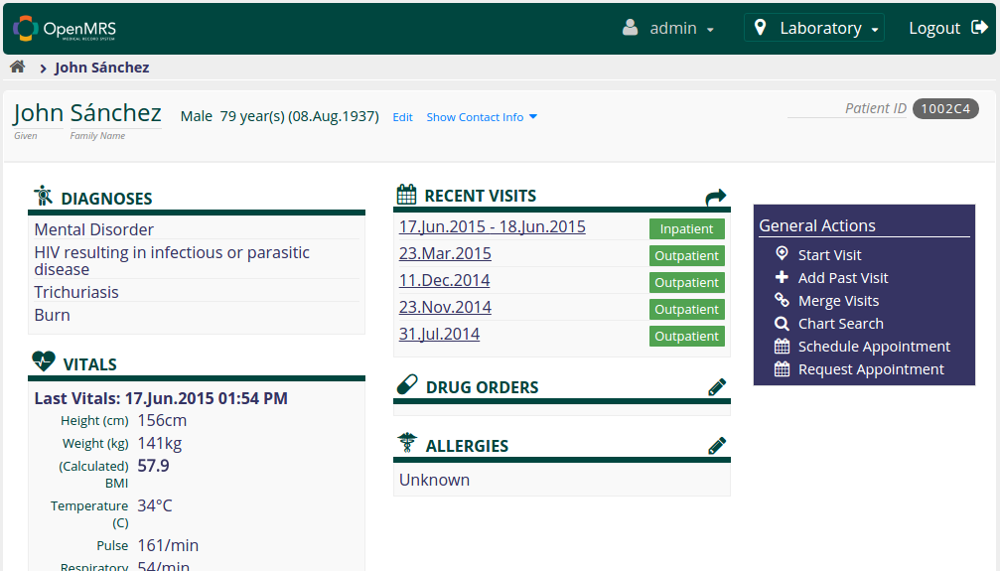 OpenMRS
MEDICAL RECORD SYSTEM
admin
Laboratory
Logout
John Sánchez
John Sánchez
Given
Family Name
Male 79 year(s) (08.Aug.1937) Edit Show Contact Info
Patient ID 1002C4
DIAGNOSES
Mental Disorder
HIV resulting in infectious or parasitic
disease
Trichuriasis
Burn
VITALS
Last Vitals: 17.Jun.2015 01:54 PM
Height (cm) 156cm
Weight (kg) 141kg
(Calculated) 57.9
BMI
Temperature 34°C
(C)
Pulse 161/min
Respiratory 54/min
RECENT VISITS
17.Jun.2015 - 18.Jun.2015 Inpatient
23.Mar.2015 Outpatient
11.Dec.2014 Outpatient
23.Nov.2014 Outpatient
31.Jul.2014 Outpatient
DRUG ORDERS
ALLERGIES
Unknown
General Actions
Start Visit
Add Past Visit
Merge Visits
Chart Search
Schedule Appointment
Request Appointment